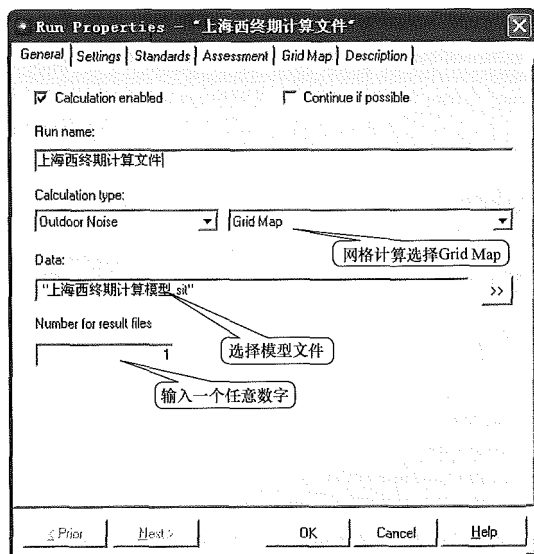 Run Properties - "上海西终期计算文件"
General Settings Standards Assessment Grid Map Description
Calculation enabled Continue if possible
Run name:
上海西终期计算文件
Calculation type:
Outdoor Noise Grid Map
网格计算选择Grid Map
Data:
"上海西终期计算模型.sit" >>
Number for result files
1
选择模型文件
输入一个任意数字
< Prior Next > OK Cancel Help